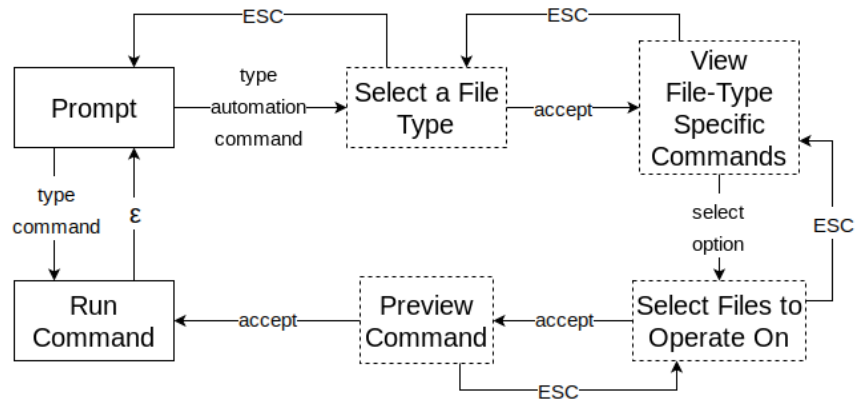 ESC
ESC
Prompt
type
automation
command
Select a File
Type
accept
View
File-Type
Specific
Commands
type
command
ε
select
option
ESC
Run
Command
accept
Preview
Command
accept
Select Files to
Operate On
ESC